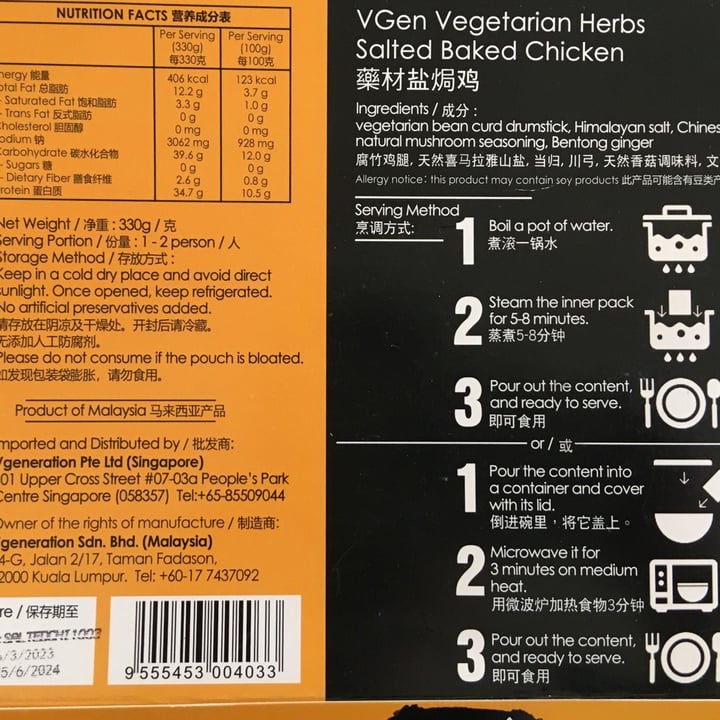 NUTRITION FACTS 营养成分表
Per Serving (330g) 每330克
Per Serving (100g) 每100克
nergy 能量 406 kcal 123 kcal
otal Fat 总脂肪 12.2 g 3.7 g
- Saturated Fat 饱和脂肪 3.3 g 1.0 g
- Trans Fat 反式脂肪 0 g 0 g
holesterol 胆固醇 0 mg 0 mg
odium 钠 3062 mg 928 mg
arbohydrate 碳水化合物 39.6 g 12.0 g
- Sugars 糖 0 g 0 g
- Dietary Fiber 膳食纤维 2.6 g 0.8 g
rotein 蛋白质 34.7 g 10.5 g
Net Weight / 净重 : 330g / 克
Serving Portion / 份量 : 1 - 2 person / 人
Storage Method / 存放方式 :
Keep in a cold dry place and avoid direct
sunlight. Once opened, keep refrigerated.
No artificial preservatives added.
请存放在阴凉及干燥处。开封后请冷藏。
无添加人工防腐剂。
Please do not consume if the pouch is bloated.
如发现包装袋膨胀，请勿食用。
Product of Malaysia 马来西亚产品
mported and Distributed by / 批发商:
Vgeneration Pte Ltd (Singapore)
101 Upper Cross Street #07-03a People's Park
Centre Singapore (058357) Tel:+65-85509044
Owner of the rights of manufacture / 制造商:
Vgeneration Sdn. Bhd. (Malaysia)
4-G, Jalan 2/17, Taman Fadason,
2000 Kuala Lumpur. Tel: +60-17 7437092
re / 保存期至
SALTEDCHI1003
/3/2023
5/6/2024
9 555453 004033
VGen Vegetarian Herbs
Salted Baked Chicken
藥材盐焗鸡
Ingredients / 成分 :
vegetarian bean curd drumstick, Himalayan salt, Chines
natural mushroom seasoning, Bentong ginger
腐竹鸡腿, 天然喜马拉雅山盐, 当归, 川弓, 天然香菇调味料, 文
Allergy notice: this product may contain soy products 此产品可能含有豆类产
Serving Method
烹调方式:
1 Boil a pot of water.
煮滚一锅水
2 Steam the inner pack
for 5-8 minutes.
蒸煮5-8分钟
3 Pour out the content,
and ready to serve.
即可食用
or / 或
1 Pour the content into
a container and cover
with its lid.
倒进碗里，将它盖上。
2 Microwave it for
3 minutes on medium
heat.
用微波炉加热食物3分钟
3 Pour out the content,
and ready to serve.
即可食用